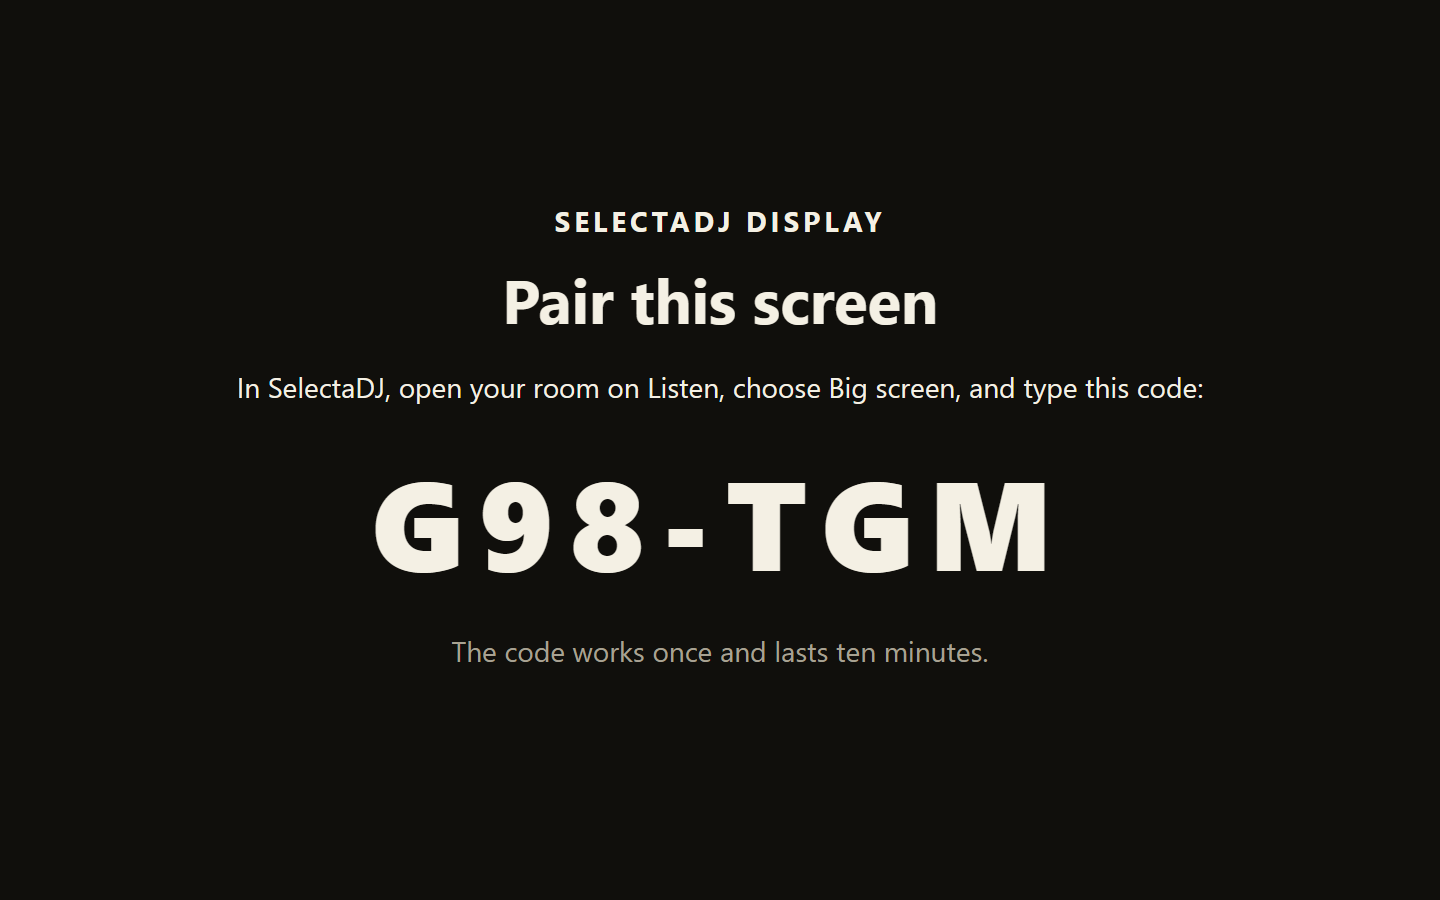 SELECTADJ DISPLAY
Pair this screen
In SelectaDJ, open your room on Listen, choose Big screen, and type this code:
G98-TGM
The code works once and lasts ten minutes.